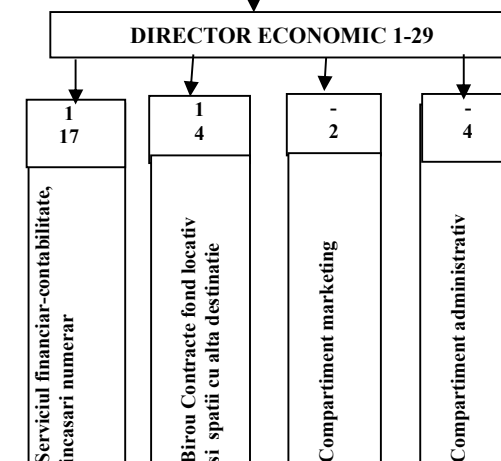 DIRECTOR ECONOMIC 1-29
1
17
1
4
-
2
-
4
Serviciul financiar-contabilitate,
incasari numerar
Birou Contracte fond locativ
si spatii cu alta destinatie
Compartiment marketing
Compartiment administrativ